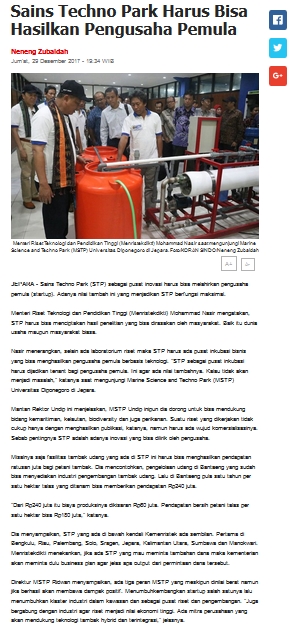 Sains Techno Park Harus Bisa
Hasilkan Pengusaha Pemula
Neneng Zubaidah
Jum'at, 29 Desember 2017 - 19:34 WIB
Menteri Riset Teknologi dan Pendidikan Tinggi (Menristekdikti) Mohammad Nasir saat mengunjungi Marine
Science and Techno Park (MSTP) Universitas Diponegoro di Jepara. Foto/KORAN SINDO/Neneng Zubaidah
A+ A-
JEPARA - Sains Techno Park (STP) sebagai pusat inovasi harus bisa melahirkan pengusaha
pemula (startup). Adanya nilai tambah ini yang menjadikan STP berfungsi maksimal.
Menteri Riset Teknologi dan Pendidikan Tinggi (Menristekdikti) Mohammad Nasir mengatakan,
STP harus bisa menciptakan hasil penelitian yang bisa dirasakan oleh masyarakat. Baik itu dunia
usaha maupun masyarakat biasa.
Nasir menerangkan, selain ada laboratorium riset maka STP harus ada pusat inkubasi bisnis
yang bisa menghasilkan pengusaha pemula berbasis teknologi. "STP sebagai pusat inkubasi
harus dijadikan tenant bagi pengusaha pemula. Ini agar ada nilai tambahnya. Kalau tidak akan
menjadi masalah," katanya saat mengunjungi Marine Science and Techno Park (MSTP)
Universitas Diponegoro di Jepara.
Mantan Rektor Undip ini menjelaskan, MSTP Undip inipun dia dorong untuk bisa mendukung
bidang kemaritiman, kelautan, biodiversity dan juga perikanan. Suatu riset yang dikerjakan tidak
cukup hanya dengan menghasilkan publikasi, katanya, namun harus ada wujud komersialisasinya.
Sebab pentingnya STP adalah adanya inovasi yang bisa dilirik oleh pengusaha.
Misalnya saja fasilitas tambak udang yang ada di STP ini harus bisa menghasilkan pendapatan
ratusan juta bagi petani tambak. Dia mencontohkan, pengelolaan udang di Bantaeng yang sudah
bisa menyediakan industri pengembangan tambak udang. Lalu di Bantaeng pula satu tahun per
satu hektar talas yang ditanam bisa memberikan pendapatan Rp240 juta.
"Dari Rp240 juta itu biaya produksinya dikisaran Rp60 juta. Pendapatan bersih petani talas per
satu hektar bisa Rp180 juta," katanya.
Dia menyampaikan, STP yang ada di bawah kendali Kemenristek ada sembilan. Pertama di
Bengkulu, Riau, Palembang, Solo, Sragen, Jepara, Kalimantan Utara, Sumbawa dan Manokwari.
Menristekdikti menekankan, jika ada STP yang mau meminta tambahan dana maka kementerian
akan meminta dulu business plan agar jelas apa output dari permintaan dana tersebut.
Direktur MSTP Ridwan menyampaikan, ada tiga peran MSTP yang meskipun dinilai berat namun
jika berhasil akan membawa dampak positif. Menumbuhkembangkan startup salah satunya lalu
menumbuhkan klaster industri dalam kawasan dan sebagai pusat riset dan pengembangan. "Juga
bergabung dengan industri agar riset menjadi nilai ekonomi tinggi. Ada mitra perusahaan yang
akan mendukung teknologi tambak hybrid dan terintegrasi," jelasnya.